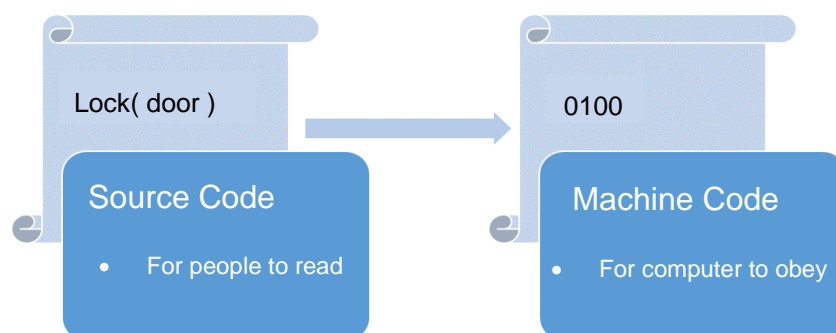 Lock( door )
Source Code
• For people to read
0100
Machine Code
• For computer to obey